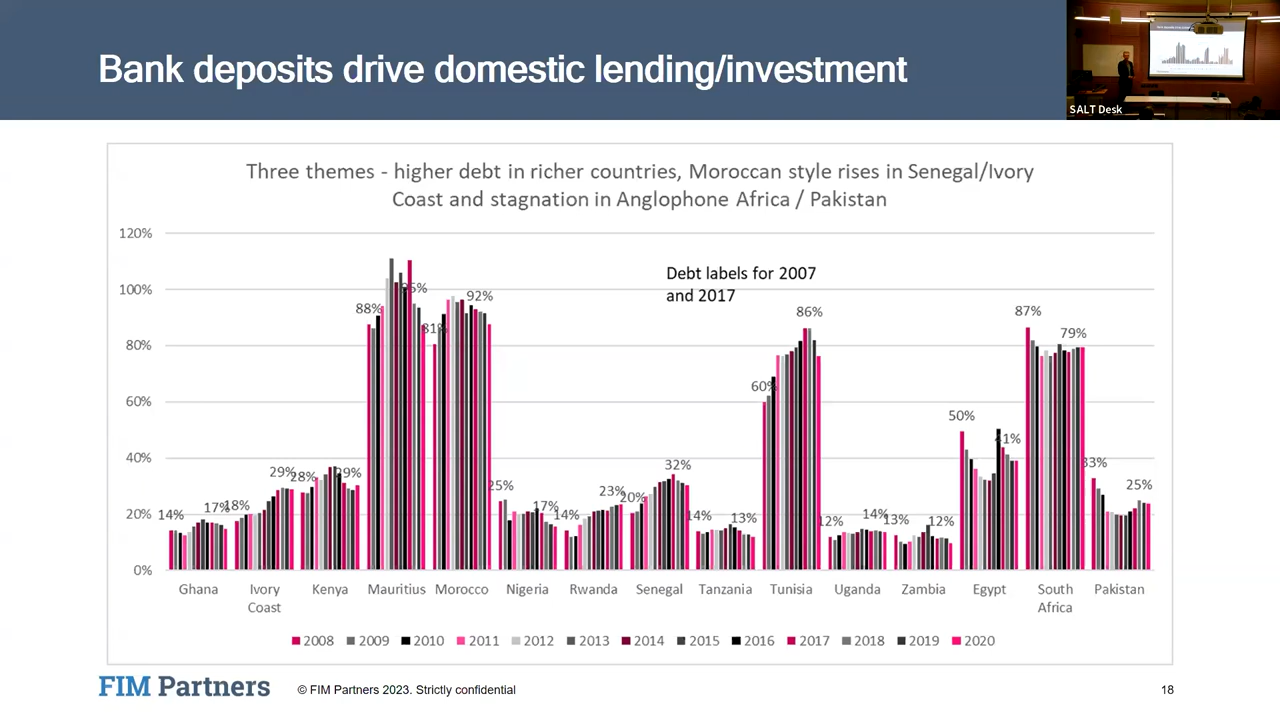 Bank deposits drive domestic lending/investment
SALT Desk
Three themes - higher debt in richer countries, Moroccan style rises in Senegal/Ivory
Coast and stagnation in Anglophone Africa / Pakistan
120%
100%
80%
60%
40%
20%
0%
Debt labels for 2007
and 2017
14%
17%
18%
29%
28%
29%
88%
95%
81%
92%
25%
17%
14%
23%
20%
32%
14%
13%
60%
86%
12%
14%
13%
12%
50%
41%
87%
79%
33%
25%
Ghana
Ivory
Coast
Kenya
Mauritius
Morocco
Nigeria
Rwanda
Senegal
Tanzania
Tunisia
Uganda
Zambia
Egypt
South
Africa
Pakistan
2008 2009 2010 2011 2012 2013 2014 2015 2016 2017 2018 2019 2020
FIM Partners
© FIM Partners 2023. Strictly confidential
18